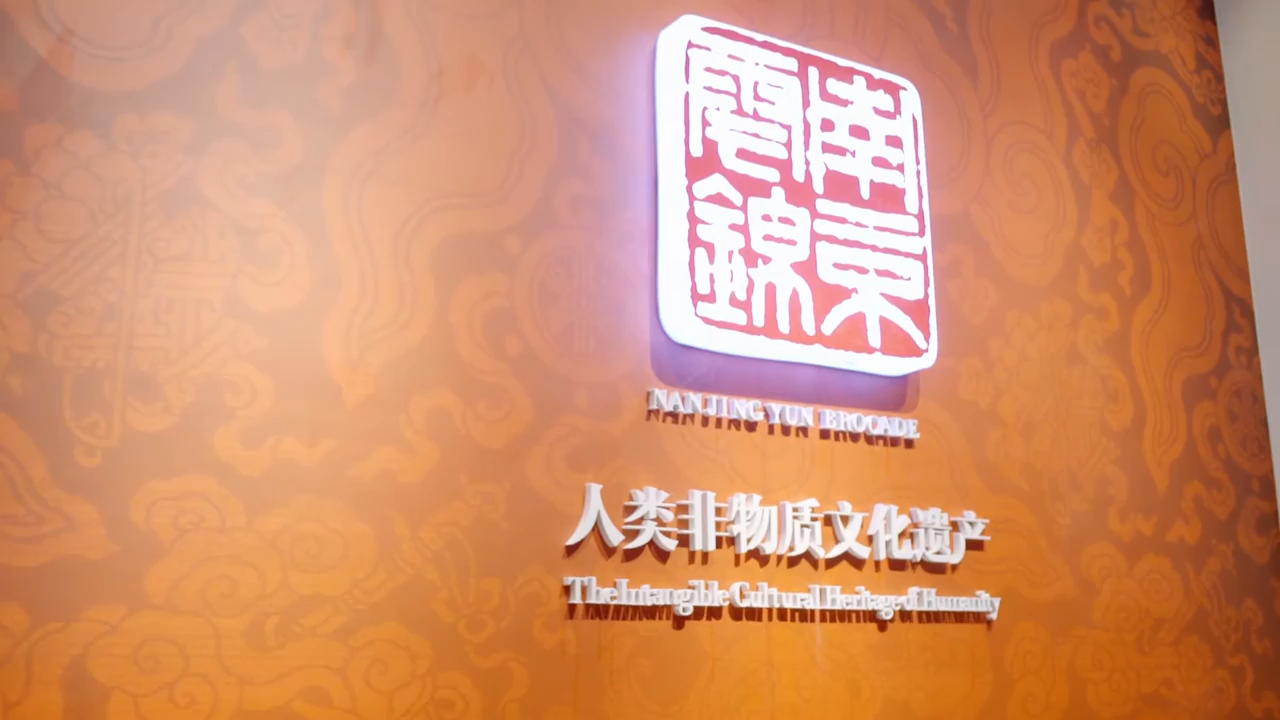 南京
雲錦
NANJING YUN BROCADE
人类非物质文化遗产
The Intangible Cultural Heritage of Humanity